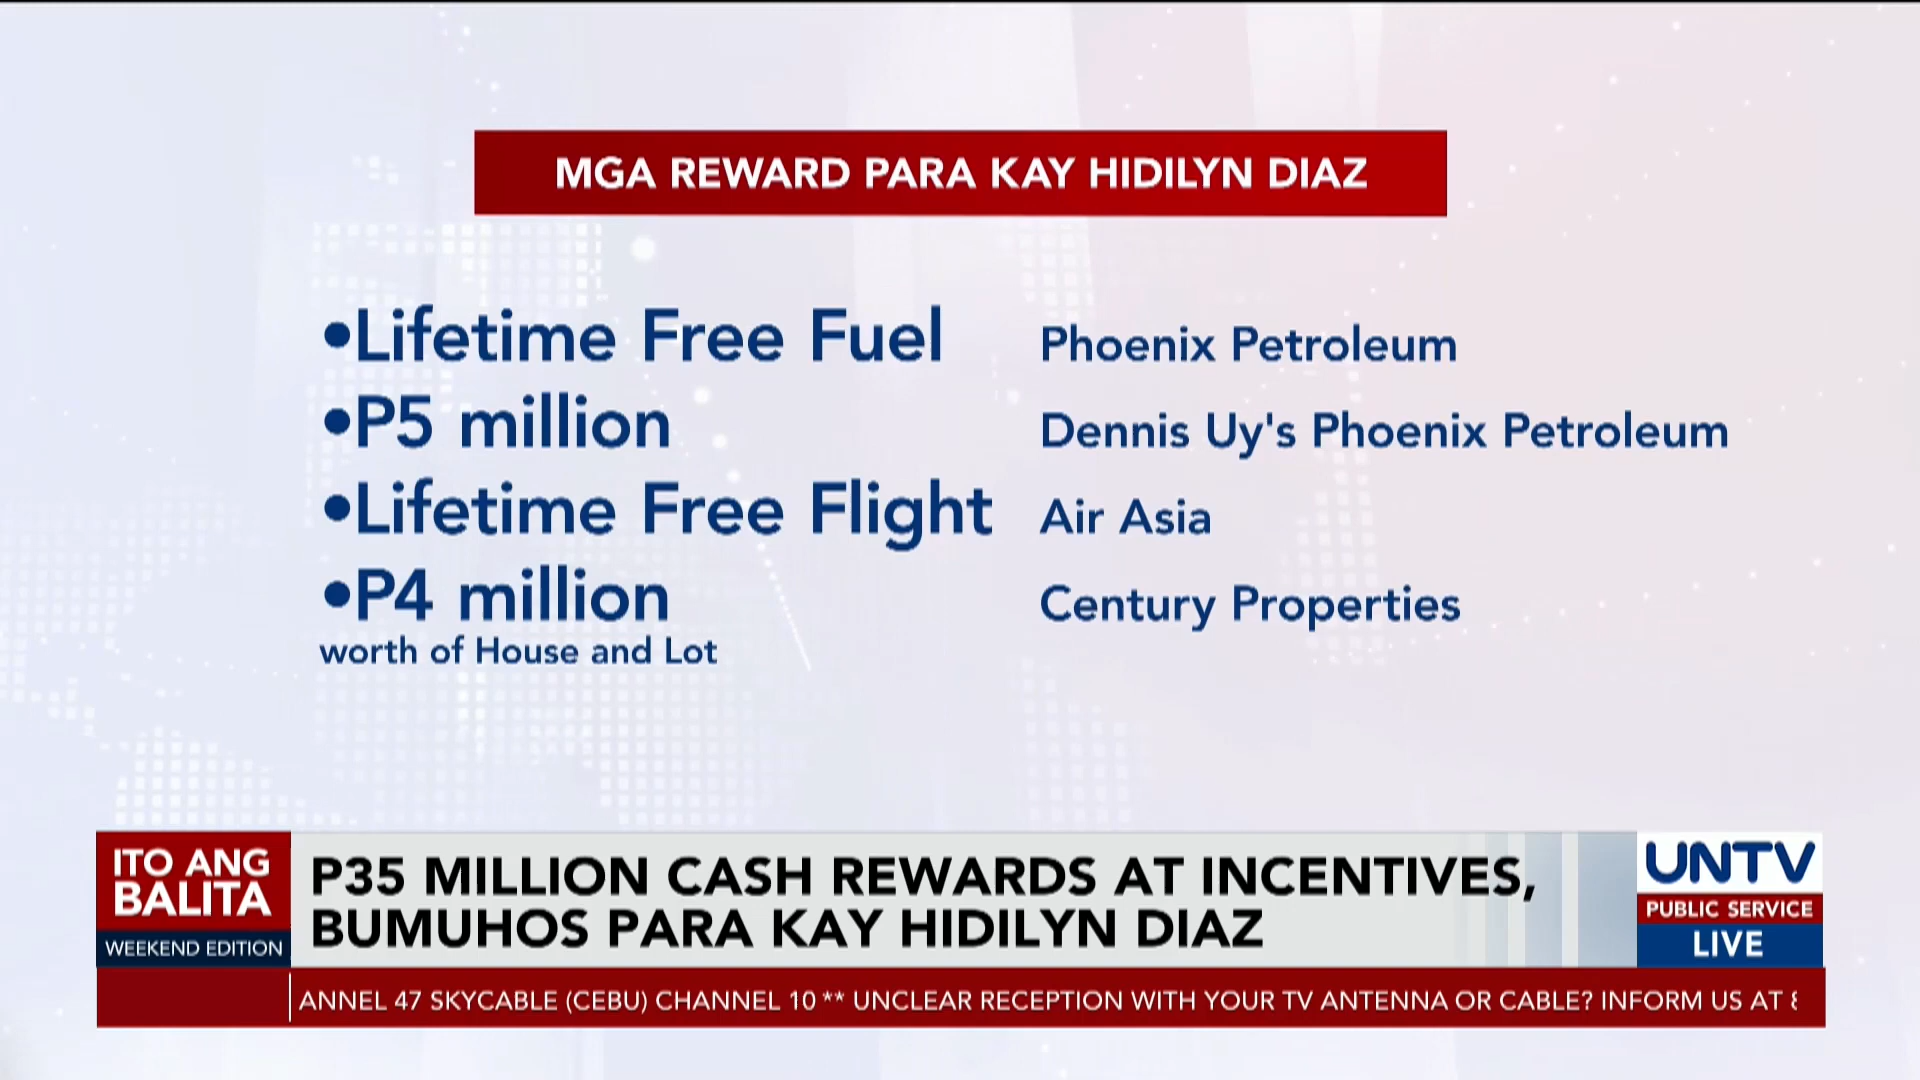 MGA REWARD PARA KAY HIDILYN DIAZ
•Lifetime Free Fuel Phoenix Petroleum
•P5 million Dennis Uy's Phoenix Petroleum
•Lifetime Free Flight Air Asia
•P4 million Century Properties
worth of House and Lot
ITO ANG
BALITA
WEEKEND EDITION
P35 MILLION CASH REWARDS AT INCENTIVES,
BUMUHOS PARA KAY HIDILYN DIAZ
UNTV
PUBLIC SERVICE
LIVE
ANNEL 47 SKYCABLE (CEBU) CHANNEL 10 ** UNCLEAR RECEPTION WITH YOUR TV ANTENNA OR CABLE? INFORM US AT